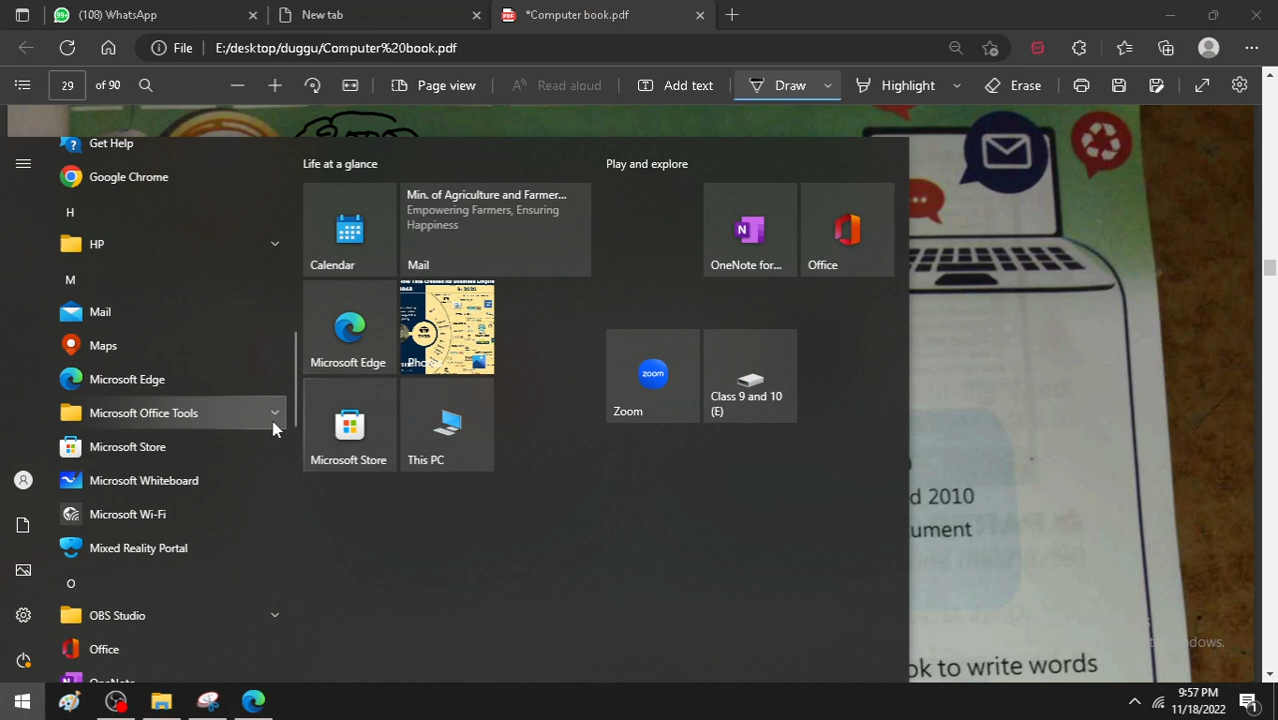 (108) WhatsApp
New tab
*Computer book.pdf
File
E:/desktop/duggu/Computer%20book.pdf
29
of 90
Page view
Read aloud
Add text
Draw
Highlight
Erase
Get Help
Google Chrome
H
HP
M
Mail
Maps
Microsoft Edge
Microsoft Office Tools
Microsoft Store
Microsoft Whiteboard
Microsoft Wi-Fi
Mixed Reality Portal
O
OBS Studio
Office
OneNote
Life at a glance
Calendar
Min. of Agriculture and Farmer...
Empowering Farmers, Ensuring
Happiness
Mail
Microsoft Edge
Microsoft Store
This PC
Play and explore
OneNote for...
Office
Zoom
zoom
Class 9 and 10
(E)
d 2010
ument
ok to write words
9:57 PM
11/18/2022
1